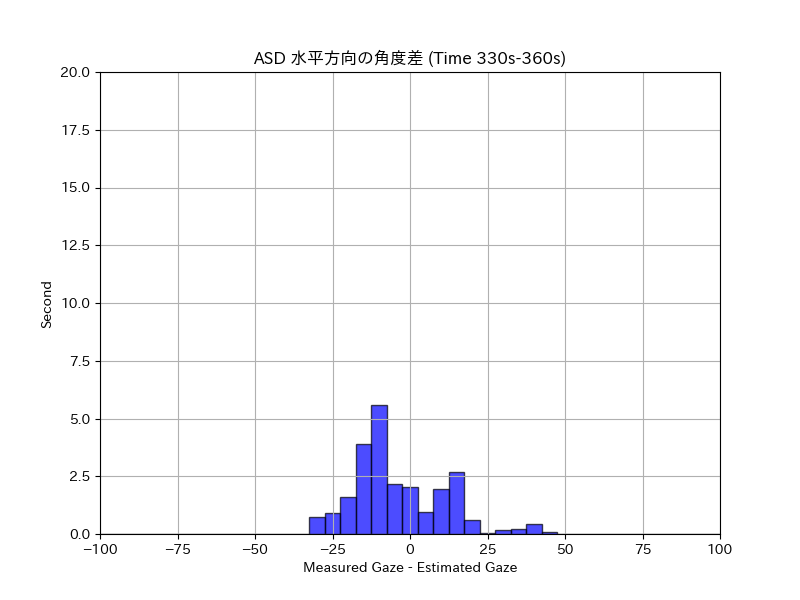 ASD 水平方向の角度差 (Time 330s-360s)
20.0
17.5
15.0
12.5
10.0
7.5
5.0
2.5
0.0
Second
−100 −75 −50 −25 0 25 50 75 100
Measured Gaze - Estimated Gaze